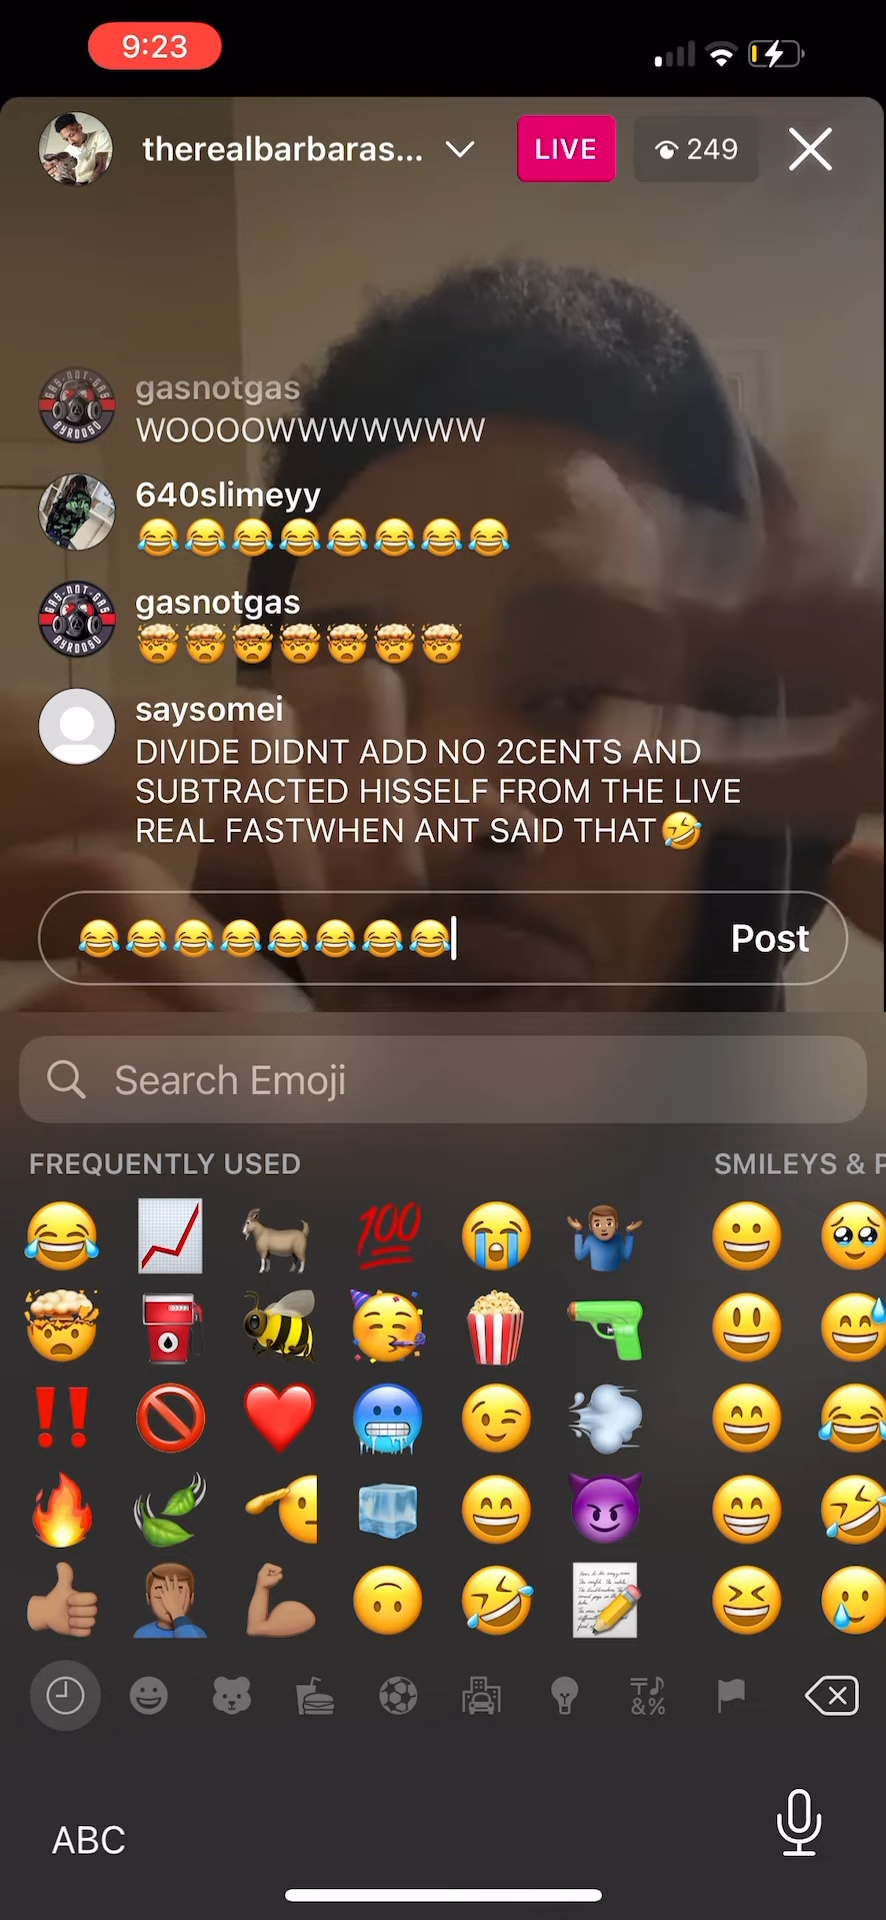 9:23
therealbarbaras...
LIVE
249
gasnotgas
WOOOOWWWWWWW
640slimeyy
😂😂😂😂😂😂😂😂
gasnotgas
🤯🤯🤯🤯🤯🤯🤯
saysomei
DIVIDE DIDNT ADD NO 2CENTS AND
SUBTRACTED HISSELF FROM THE LIVE
REAL FASTWHEN ANT SAID THAT🤣
😂😂😂😂😂😂😂😂 Post
Search Emoji
FREQUENTLY USED
SMILEYS & P
ABC